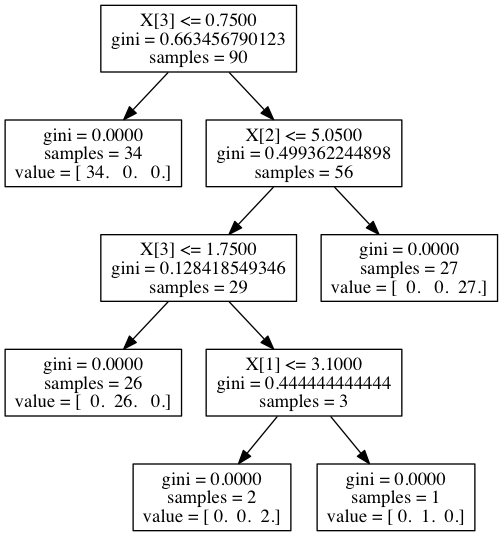 X[3] <= 0.7500
gini = 0.663456790123
samples = 90
gini = 0.0000
samples = 34
value = [ 34. 0. 0.]
X[2] <= 5.0500
gini = 0.499362244898
samples = 56
X[3] <= 1.7500
gini = 0.128418549346
samples = 29
gini = 0.0000
samples = 27
value = [ 0. 0. 27.]
gini = 0.0000
samples = 26
value = [ 0. 26. 0.]
X[1] <= 3.1000
gini = 0.444444444444
samples = 3
gini = 0.0000
samples = 2
value = [ 0. 0. 2.]
gini = 0.0000
samples = 1
value = [ 0. 1. 0.]